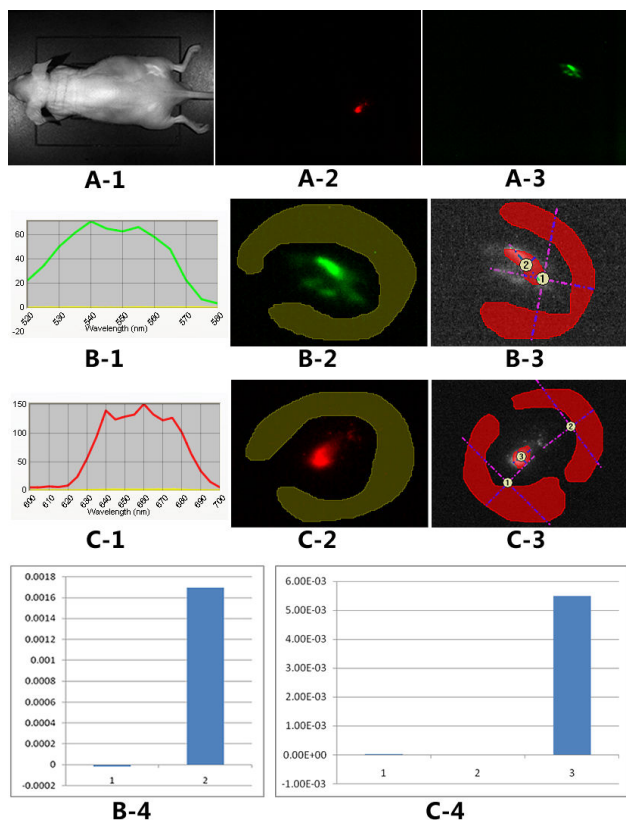 A-1
A-2
A-3
60
40
20
0
-20
520
530
540
550
560
570
580
Wavelength (nm)
B-1
B-2
2
1
B-3
150
100
50
0
600
610
620
630
640
650
660
670
680
690
700
Wavelength (nm)
C-1
C-2
2
3
1
C-3
0.0018
0.0016
0.0014
0.0012
0.001
0.0008
0.0006
0.0004
0.0002
0
-0.0002
1
2
B-4
6.00E-03
5.00E-03
4.00E-03
3.00E-03
2.00E-03
1.00E-03
0.00E+00
-1.00E-03
1
2
3
C-4